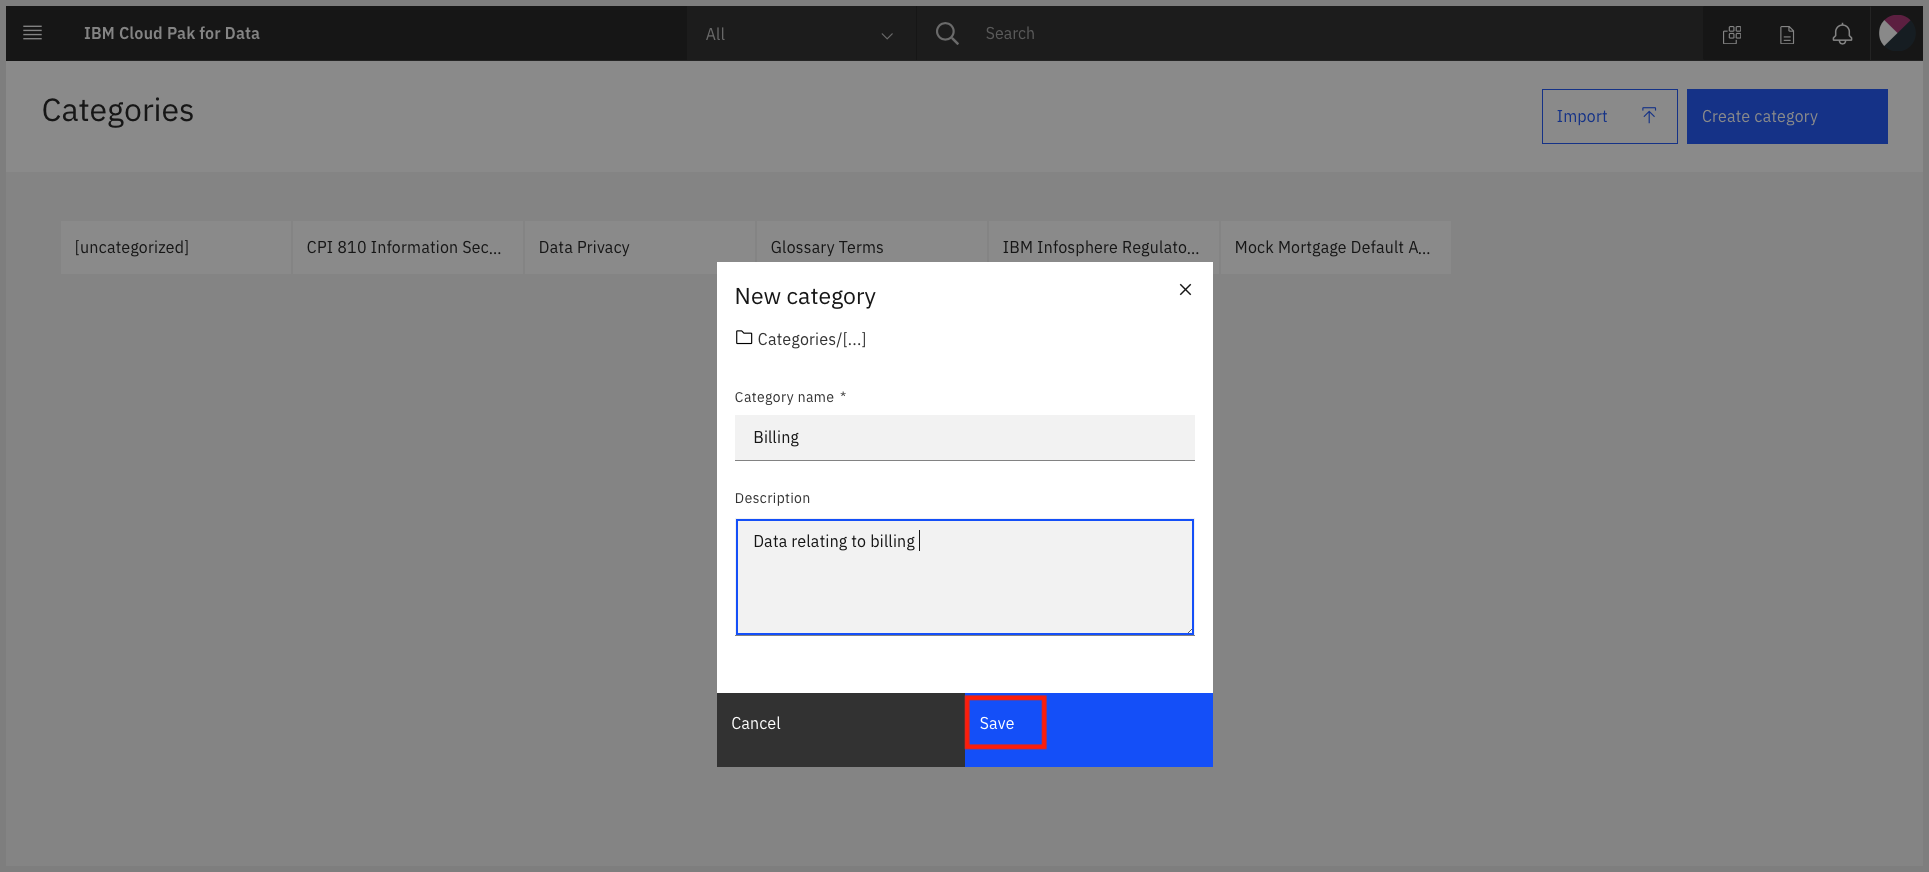 IBM Cloud Pak for Data
All
Search
Categories
Import
Create category
[uncategorized]
CPI 810 Information Sec...
Data Privacy
Glossary Terms
IBM Infosphere Regulato...
Mock Mortgage Default A...
New category
Categories/[...]
Category name *
Billing
Description
Data relating to billing
Cancel
Save